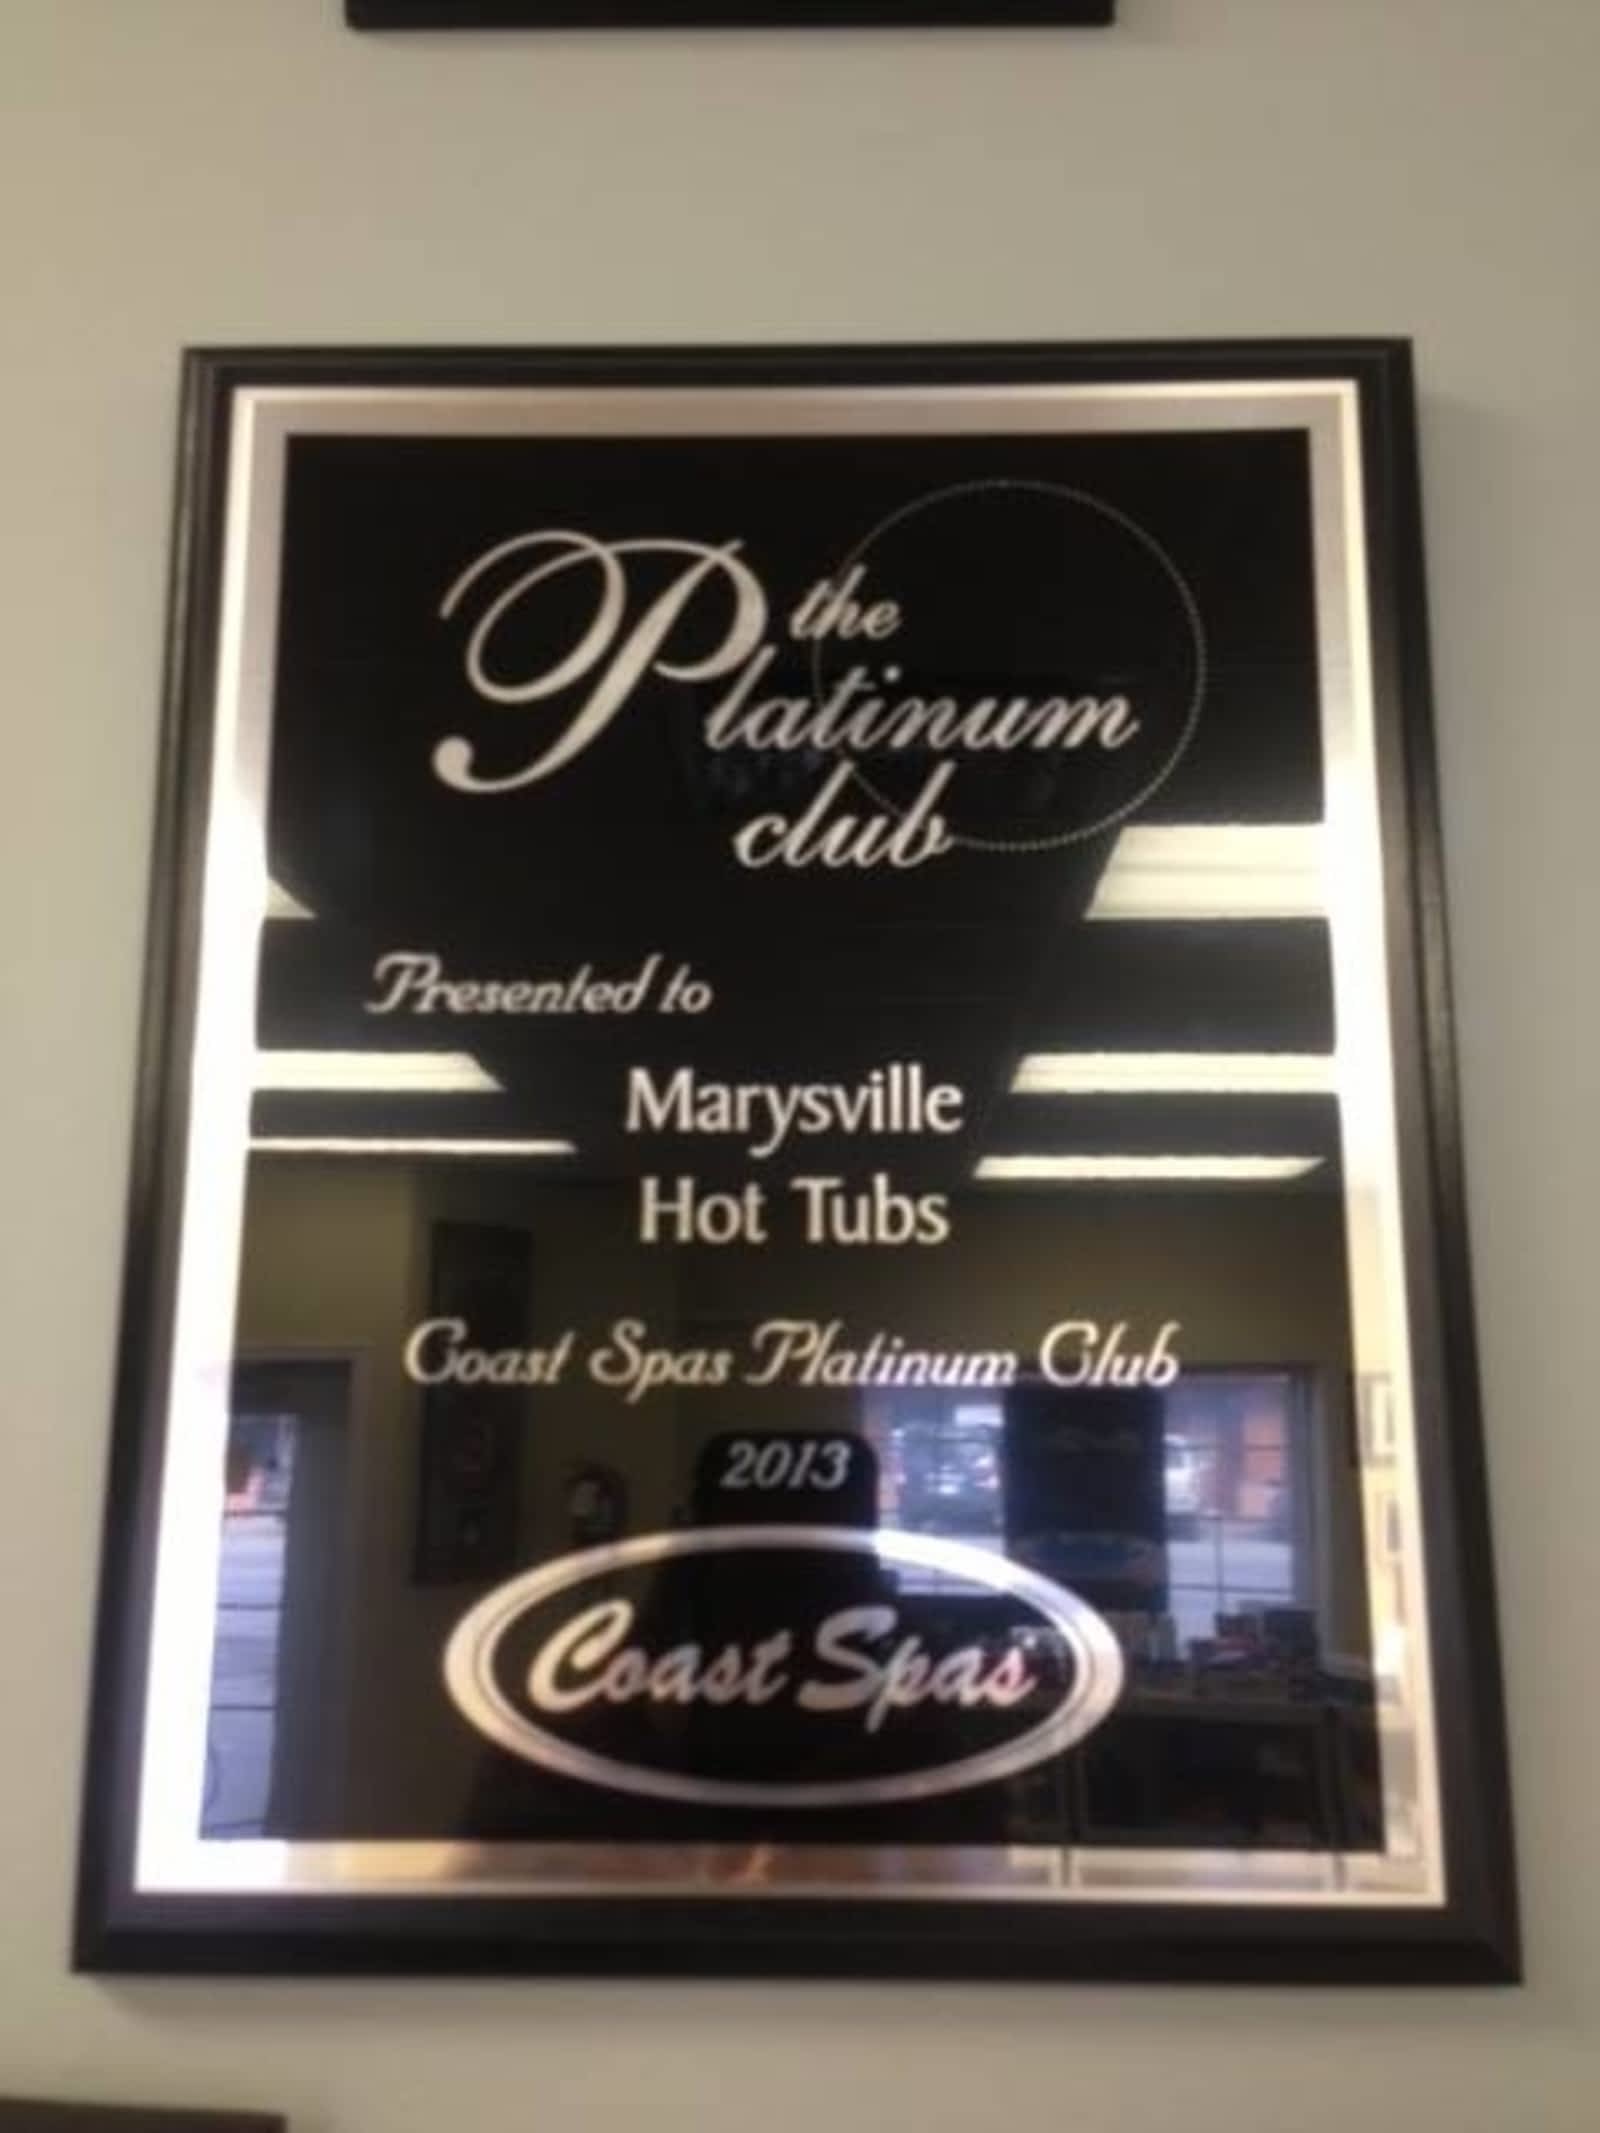 the
Platinum
club
Presented to
Marysville
Hot Tubs
Coast Spas Platinum Club
2013
Coast Spas